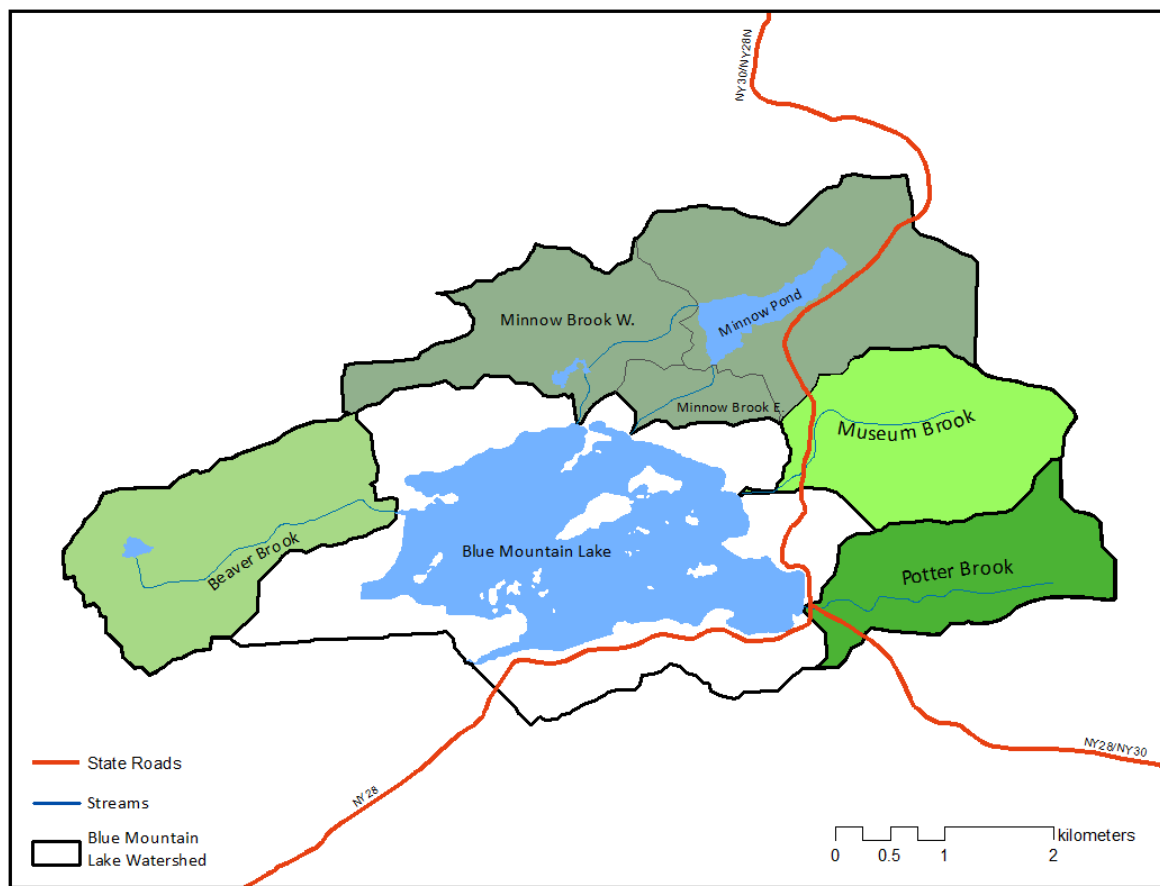 NY30/NY28N
Minnow Pond
Minnow Brook W.
Minnow Brook E.
Museum Brook
Blue Mountain Lake
Beaver Brook
Potter Brook
NY28/NY30
NY28
State Roads
Streams
Blue Mountain
Lake Watershed
kilometers
0 0.5 1 2